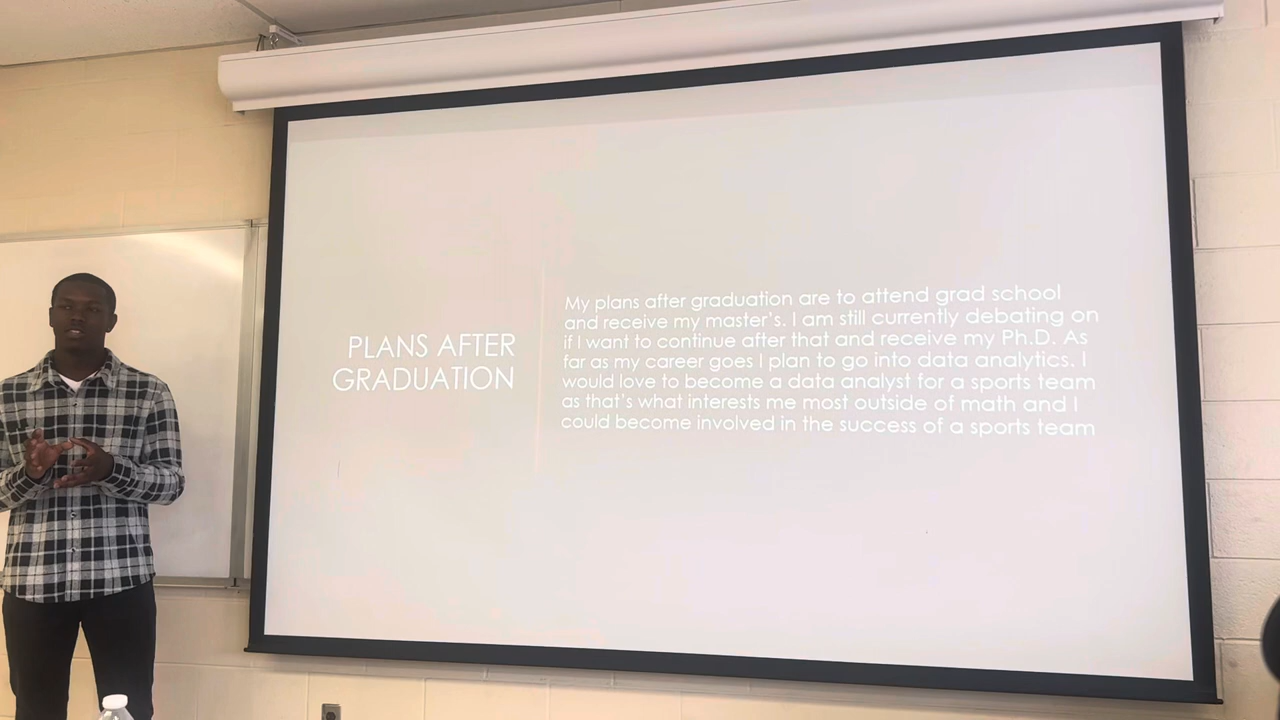 PLANS AFTER
GRADUATION
My plans after graduation are to attend grad school
and receive my master's. I am still currently debating on
if I want to continue after that and receive my Ph.D. As
far as my career goes I plan to go into data analytics. I
would love to become a data analyst for a sports team
as that's what interests me most outside of math and I
could become involved in the success of a sports team